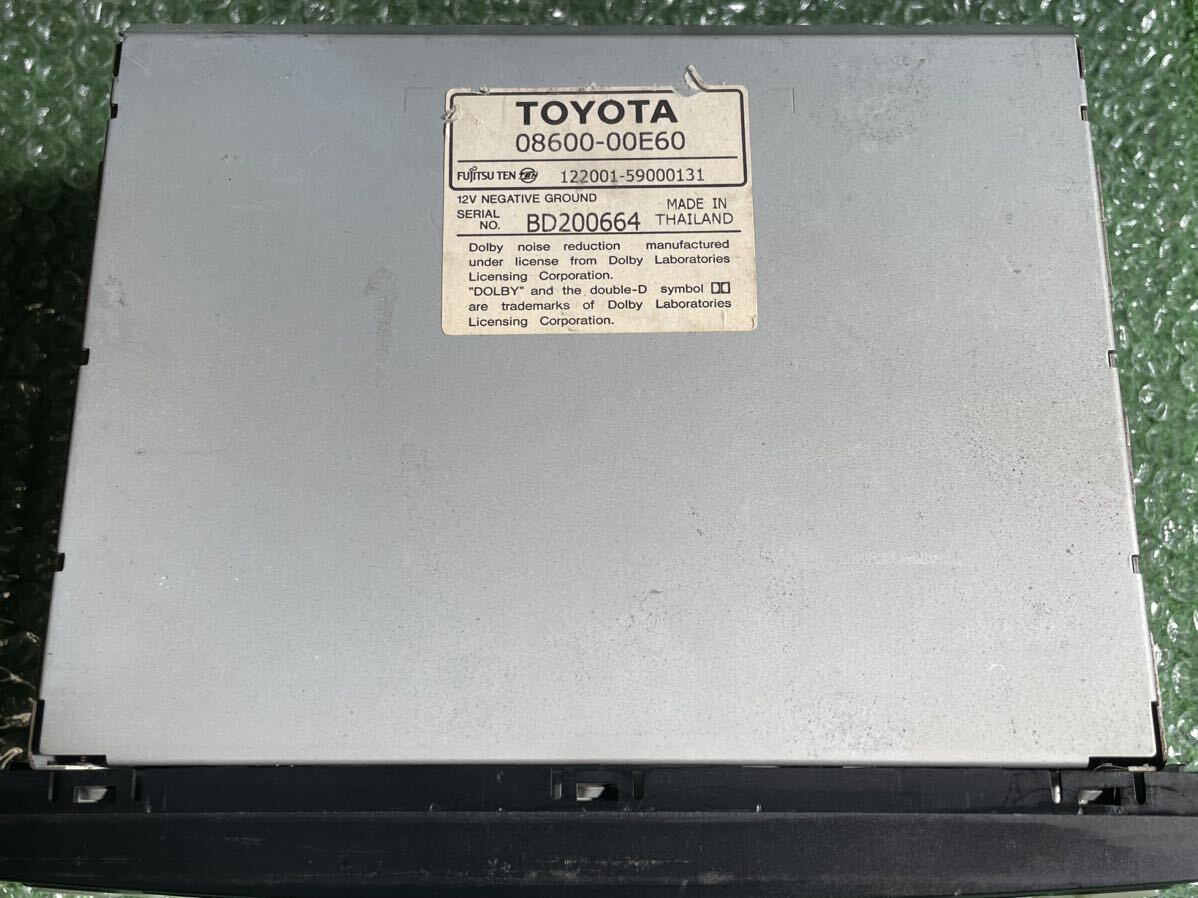 TOYOTA
08600-00E60
FUJITSU TEN TEN 122001-59000131
12V NEGATIVE GROUND
SERIAL NO. BD200664 MADE IN THAILAND
Dolby noise reduction manufactured
under license from Dolby Laboratories
Licensing Corporation.
"DOLBY" and the double-D symbol
are trademarks of Dolby Laboratories
Licensing Corporation.